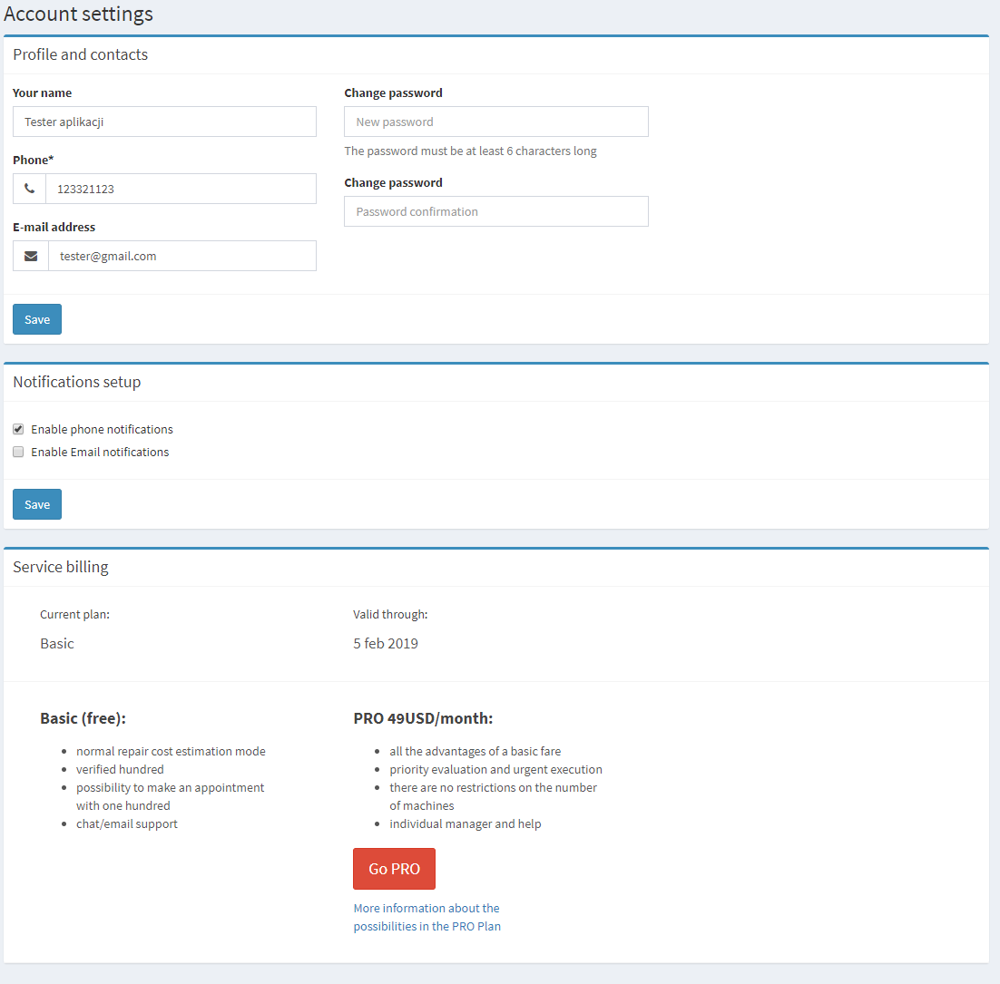 Account settings
Profile and contacts
Your name
Tester aplikacji
Phone*
123321123
E-mail address
tester@gmail.com
Change password
New password
The password must be at least 6 characters long
Change password
Password confirmation
Save
Notifications setup
Enable phone notifications
Enable Email notifications
Save
Service billing
Current plan:
Basic
Valid through:
5 feb 2019
Basic (free):
normal repair cost estimation mode
verified hundred
possibility to make an appointment
with one hundred
chat/email support
PRO 49USD/month:
all the advantages of a basic fare
priority evaluation and urgent execution
there are no restrictions on the number
of machines
individual manager and help
Go PRO
More information about the
possibilities in the PRO Plan